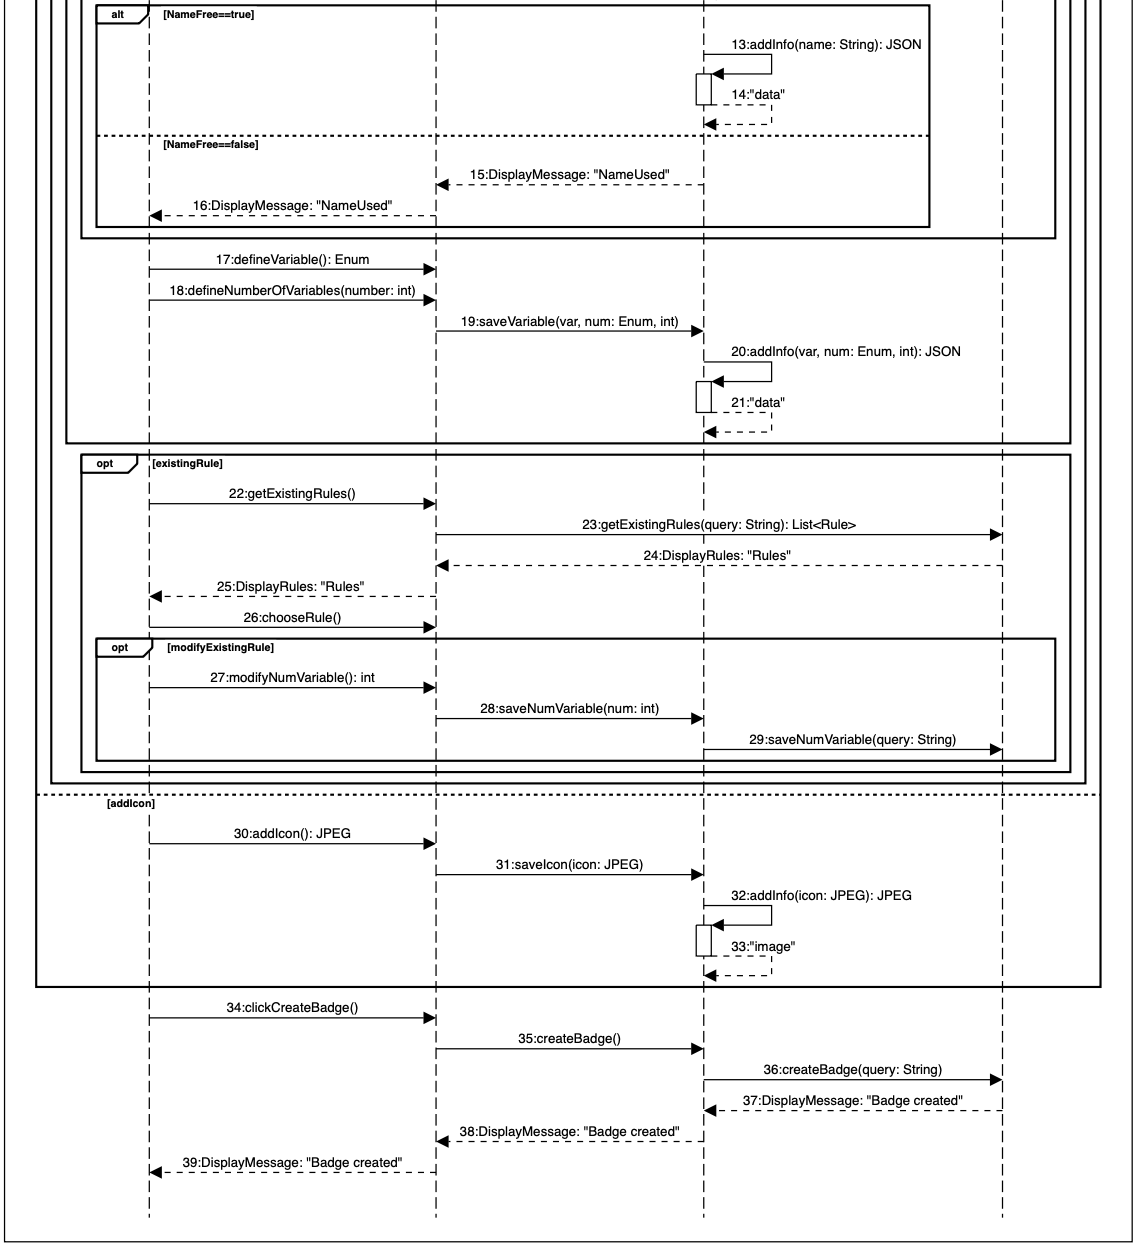 alt
[NameFree==true]
13:addInfo(name: String): JSON
14:"data"
[NameFree==false]
15:DisplayMessage: "NameUsed"
16:DisplayMessage: "NameUsed"
17:defineVariable(): Enum
18:defineNumberOfVariables(number: int)
19:saveVariable(var, num: Enum, int)
20:addInfo(var, num: Enum, int): JSON
21:"data"
opt
[existingRule]
22:getExistingRules()
23:getExistingRules(query: String): List<Rule>
24:DisplayRules: "Rules"
25:DisplayRules: "Rules"
26:chooseRule()
opt
[modifyExistingRule]
27:modifyNumVariable(): int
28:saveNumVariable(num: int)
29:saveNumVariable(query: String)
[addIcon]
30:addIcon(): JPEG
31:saveIcon(icon: JPEG)
32:addInfo(icon: JPEG): JPEG
33:"image"
34:clickCreateBadge()
35:createBadge()
36:createBadge(query: String)
37:DisplayMessage: "Badge created"
38:DisplayMessage: "Badge created"
39:DisplayMessage: "Badge created"